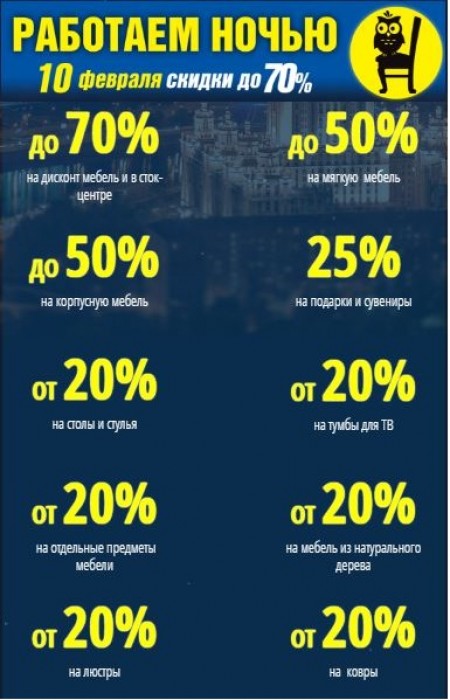 РАБОТАЕМ НОЧЬЮ
10 февраля скидки до 70%
до 70%
на дисконт мебель и в сток-
центре
до 50%
на мягкую мебель
до 50%
на корпусную мебель
25%
на подарки и сувениры
от 20%
на столы и стулья
от 20%
на тумбы для ТВ
от 20%
на отдельные предметы
мебели
от 20%
на мебель из натурального
дерева
от 20%
на люстры
от 20%
на ковры